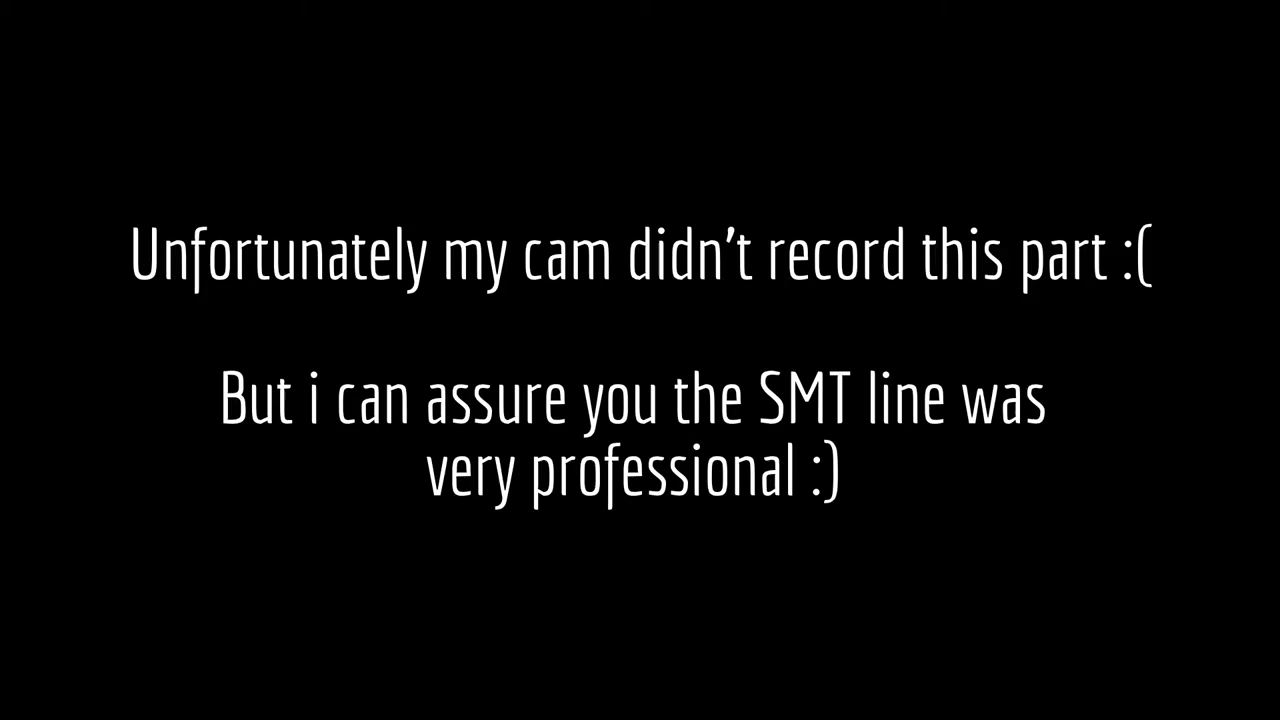 Unfortunately my cam didn't record this part :(
But i can assure you the SMT line was
very professional :)